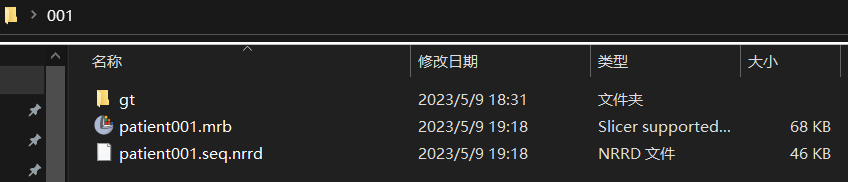 001
名称 修改日期 类型 大小
gt 2023/5/9 18:31 文件夹
patient001.mrb 2023/5/9 19:18 Slicer supported... 68 KB
patient001.seq.nrrd 2023/5/9 19:18 NRRD 文件 46 KB